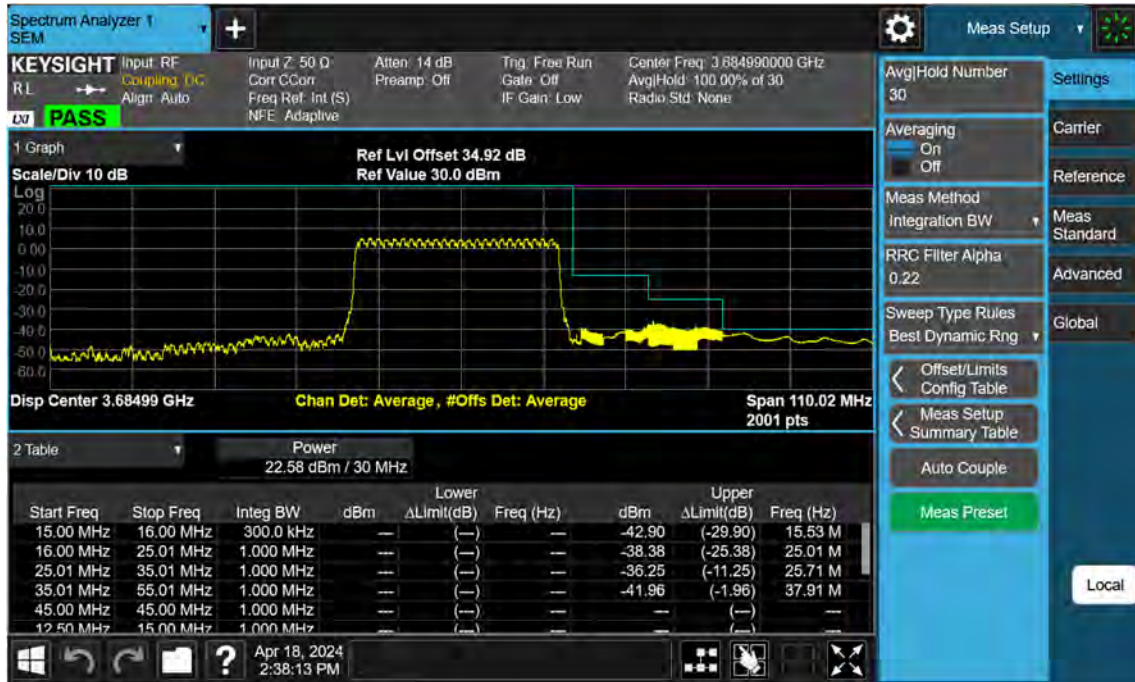 Spectrum Analyzer 1
SEM
Meas Setup
KEYSIGHT
RL
LXI PASS
Input: RF
Coupling: DC
Align: Auto
Input Z: 50 Ω
Corr CCorr
Freq Ref: Int (S)
NFE: Adaptive
Atten: 14 dB
Preamp: Off
Trig: Free Run
Gate: Off
IF Gain: Low
Center Freq: 3.684990000 GHz
Avg|Hold: 100.00% of 30
Radio Std: None
1 Graph
Scale/Div 10 dB
Ref Lvl Offset 34.92 dB
Ref Value 30.0 dBm
Log
20.0
10.0
0.00
-10.0
-20.0
-30.0
-40.0
-50.0
-60.0
Disp Center 3.68499 GHz
Chan Det: Average, #Offs Det: Average
Span 110.02 MHz
2001 pts
2 Table
Power
22.58 dBm / 30 MHz
Lower Upper
Start Freq Stop Freq Integ BW dBm ΔLimit(dB) Freq (Hz) dBm ΔLimit(dB) Freq (Hz)
15.00 MHz 16.00 MHz 300.0 kHz --- (---) --- -42.90 (-29.90) 15.53 M
16.00 MHz 25.01 MHz 1.000 MHz --- (---) --- -38.38 (-25.38) 25.01 M
25.01 MHz 35.01 MHz 1.000 MHz --- (---) --- -36.25 (-11.25) 25.71 M
35.01 MHz 55.01 MHz 1.000 MHz --- (---) --- -41.96 (-1.96) 37.91 M
45.00 MHz 45.00 MHz 1.000 MHz --- (---) --- --- (---) ---
12.50 MHz 15.00 MHz 1.000 MHz --- (---) --- --- (---) ---
Apr 18, 2024
2:38:13 PM
Avg|Hold Number
30
Averaging
On
Off
Meas Method
Integration BW
RRC Filter Alpha
0.22
Sweep Type Rules
Best Dynamic Rng
Offset/Limits
Config Table
Meas Setup
Summary Table
Auto Couple
Meas Preset
Settings
Carrier
Reference
Meas
Standard
Advanced
Global
Local